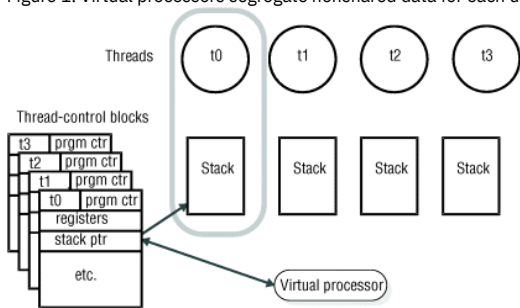 Figure 1. Virtual processors segregate nonshared data for each
Threads
t0
t1
t2
t3
Thread-control blocks
t3 prgm ctr
t2 prgm ctr
t1 prgm ctr
t0 prgm ctr
registers
stack ptr
etc.
Stack
Stack
Stack
Stack
Virtual processor